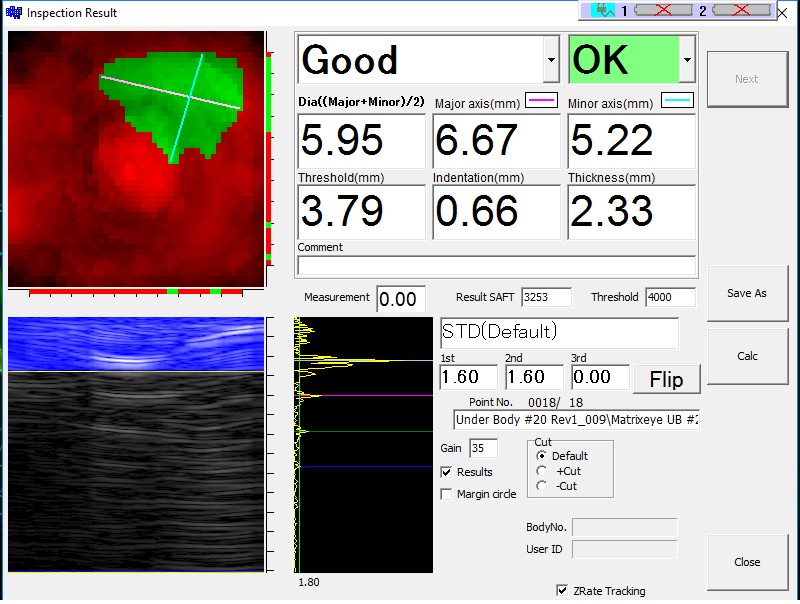 Inspection Result
1 2
Good
OK
Next
Dia((Major+Minor)/2) Major axis(mm) Minor axis(mm)
5.95 6.67 5.22
Threshold(mm) Indentation(mm) Thickness(mm)
3.79 0.66 2.33
Comment
Measurement 0.00 Result SAFT 3253 Threshold 4000
Save As
STD(Default)
1st 2nd 3rd
1.60 1.60 0.00 Flip
Calc
Point No. 0018/ 18
Under Body #20 Rev1_009\Matrixeye UB #2
Gain 35
Cut
Default
+Cut
-Cut
Results
Margin circle
BodyNo.
User ID
Close
1.80
ZRate Tracking